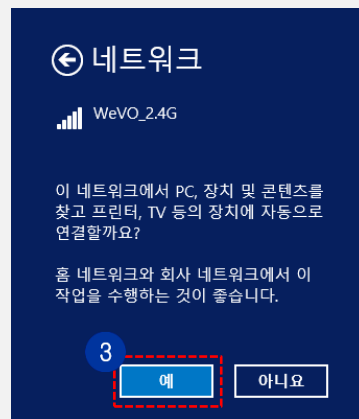 네트워크
WeVO_2.4G
이 네트워크에서 PC, 장치 및 콘텐츠를
찾고 프린터, TV 등의 장치에 자동으로
연결할까요?
홈 네트워크와 회사 네트워크에서 이
작업을 수행하는 것이 좋습니다.
3
예 아니요